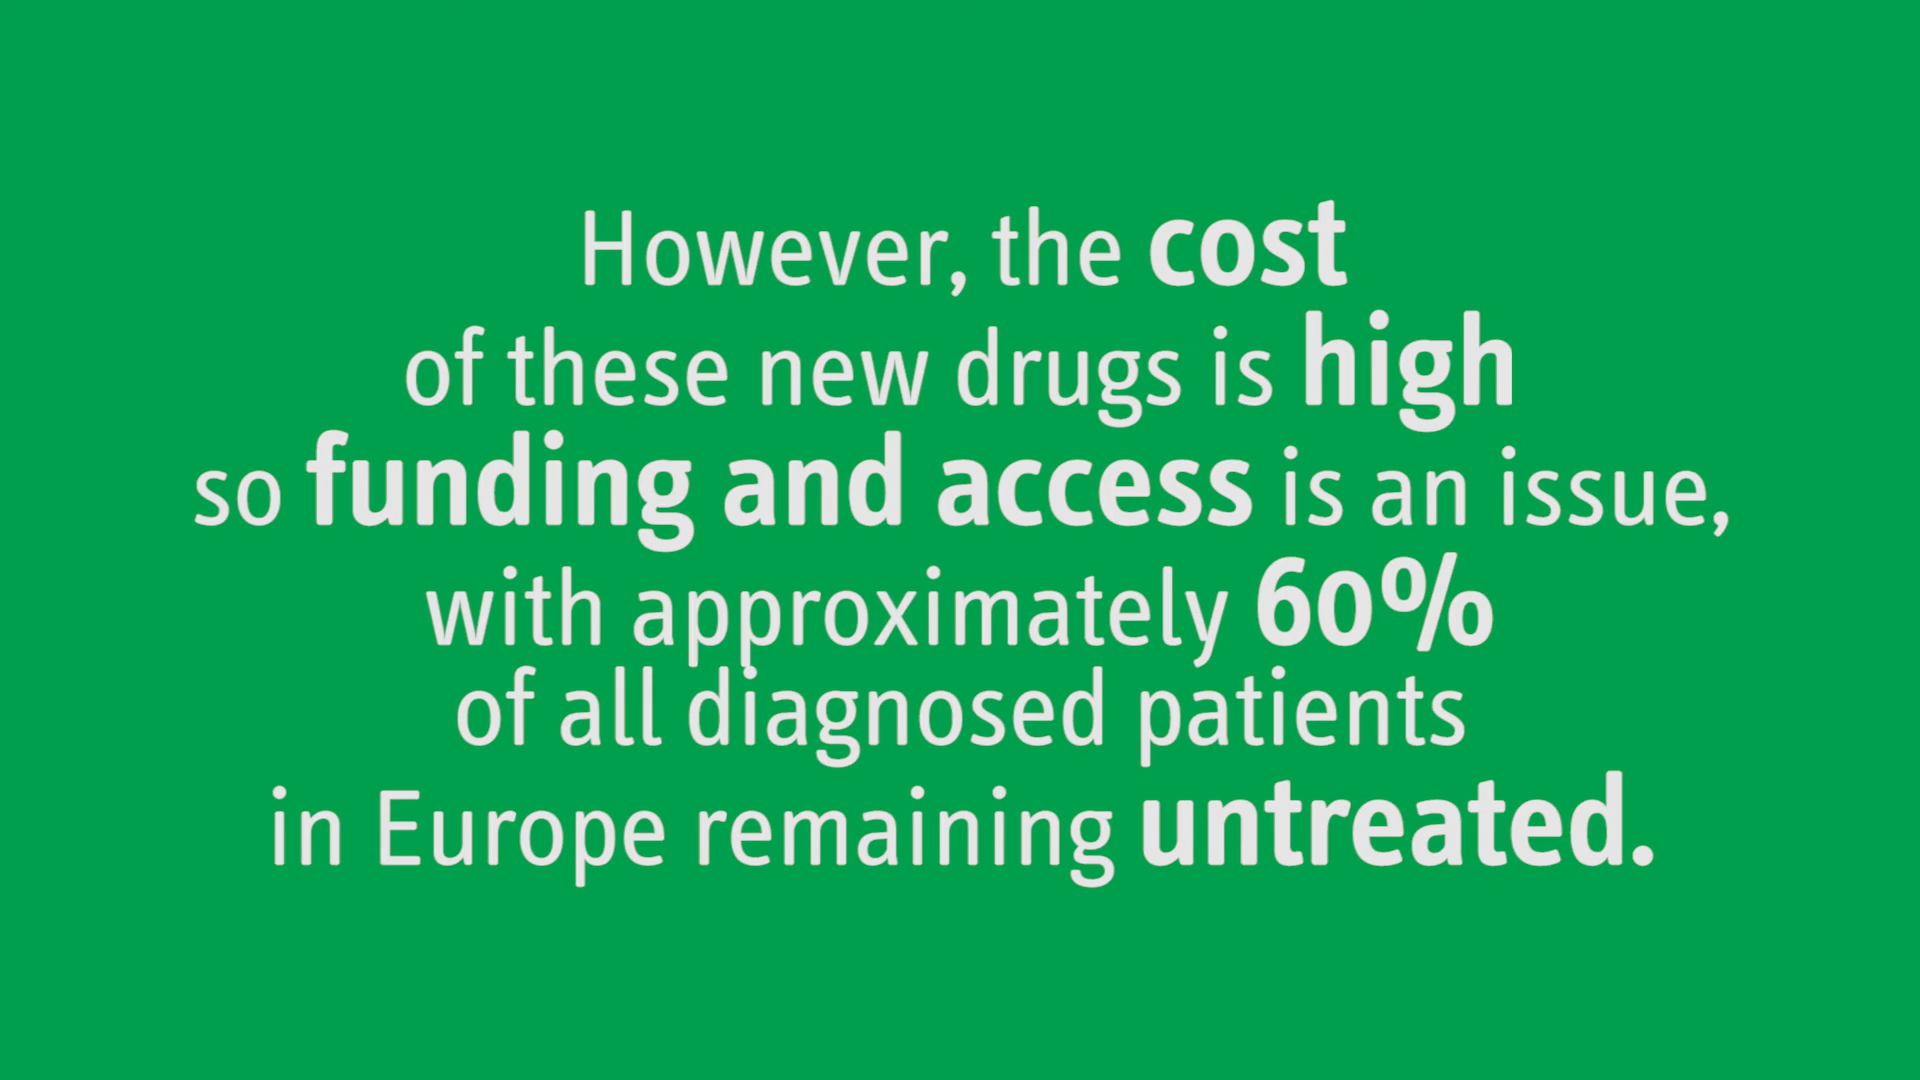 However, the cost
of these new drugs is high
so funding and access is an issue,
with approximately 60%
of all diagnosed patients
in Europe remaining untreated.